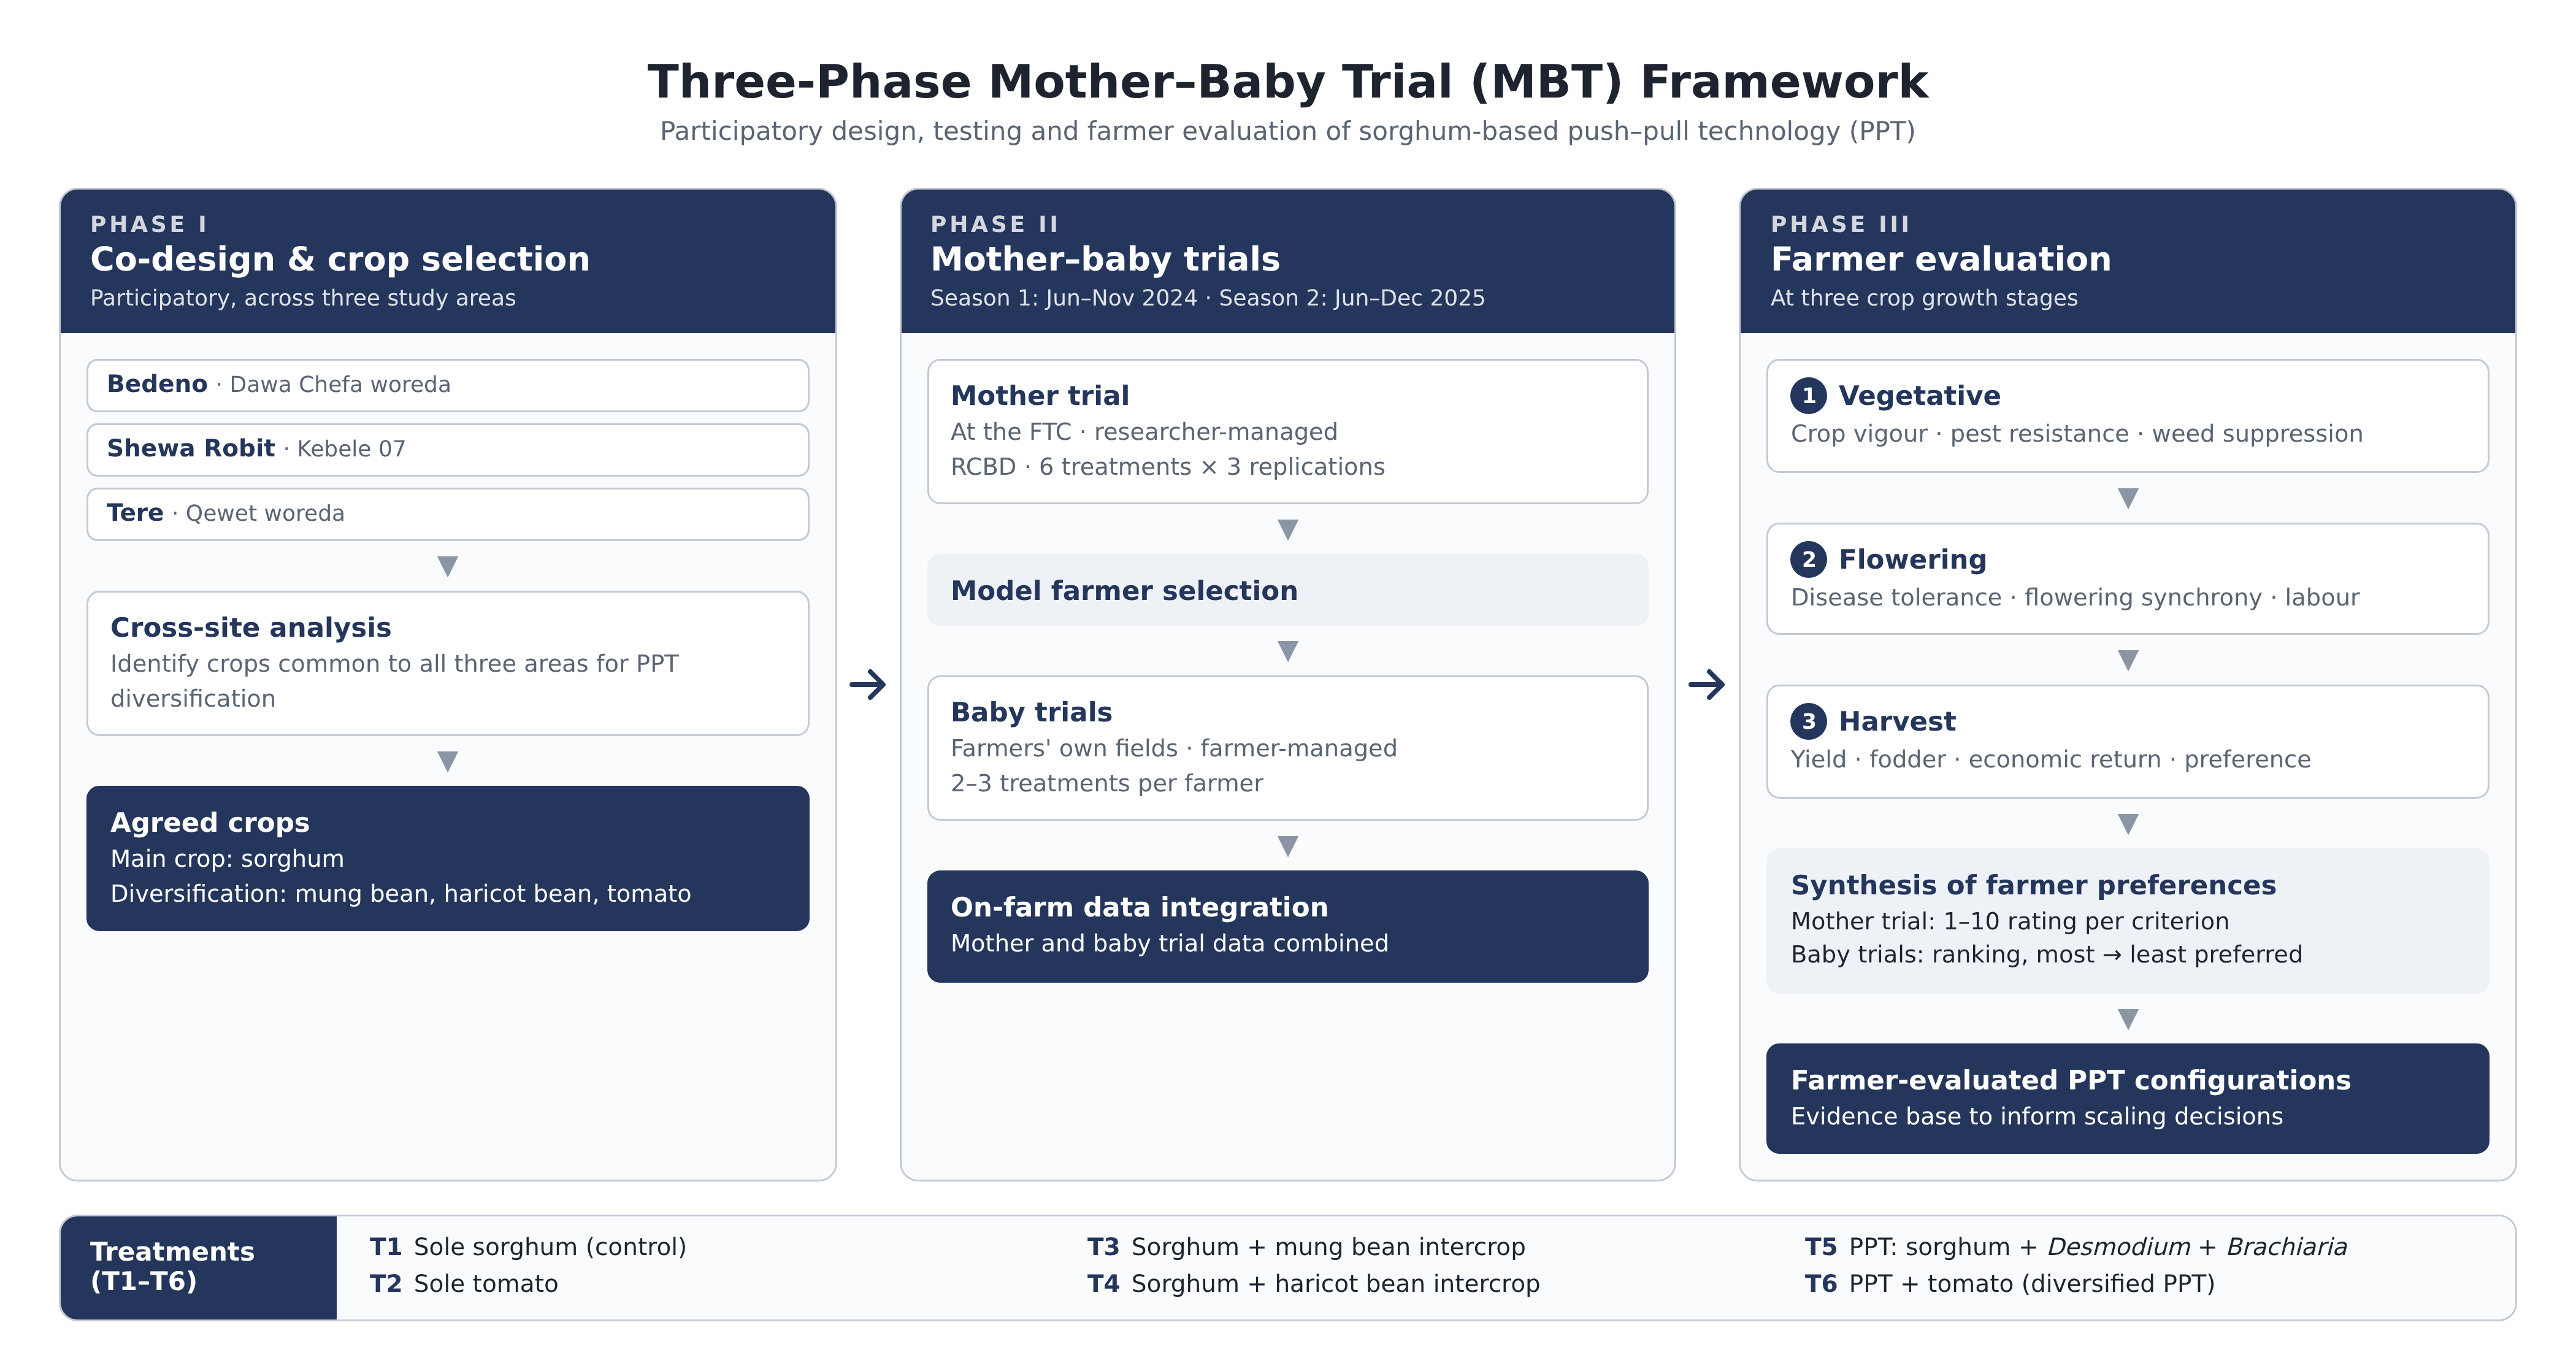 Three-Phase Mother–Baby Trial (MBT) Framework
Participatory design, testing and farmer evaluation of sorghum-based push–pull technology (PPT)
PHASE I
Co-design & crop selection
Participatory, across three study areas
Bedeno · Dawa Chefa woreda
Shewa Robit · Kebele 07
Tere · Qewet woreda
Cross-site analysis
Identify crops common to all three areas for PPT
diversification
Agreed crops
Main crop: sorghum
Diversification: mung bean, haricot bean, tomato
PHASE II
Mother–baby trials
Season 1: Jun–Nov 2024 · Season 2: Jun–Dec 2025
Mother trial
At the FTC · researcher-managed
RCBD · 6 treatments × 3 replications
Model farmer selection
Baby trials
Farmers' own fields · farmer-managed
2–3 treatments per farmer
On-farm data integration
Mother and baby trial data combined
PHASE III
Farmer evaluation
At three crop growth stages
1 Vegetative
Crop vigour · pest resistance · weed suppression
2 Flowering
Disease tolerance · flowering synchrony · labour
3 Harvest
Yield · fodder · economic return · preference
Synthesis of farmer preferences
Mother trial: 1–10 rating per criterion
Baby trials: ranking, most → least preferred
Farmer-evaluated PPT configurations
Evidence base to inform scaling decisions
Treatments
(T1–T6)
T1 Sole sorghum (control)
T2 Sole tomato
T3 Sorghum + mung bean intercrop
T4 Sorghum + haricot bean intercrop
T5 PPT: sorghum + Desmodium + Brachiaria
T6 PPT + tomato (diversified PPT)